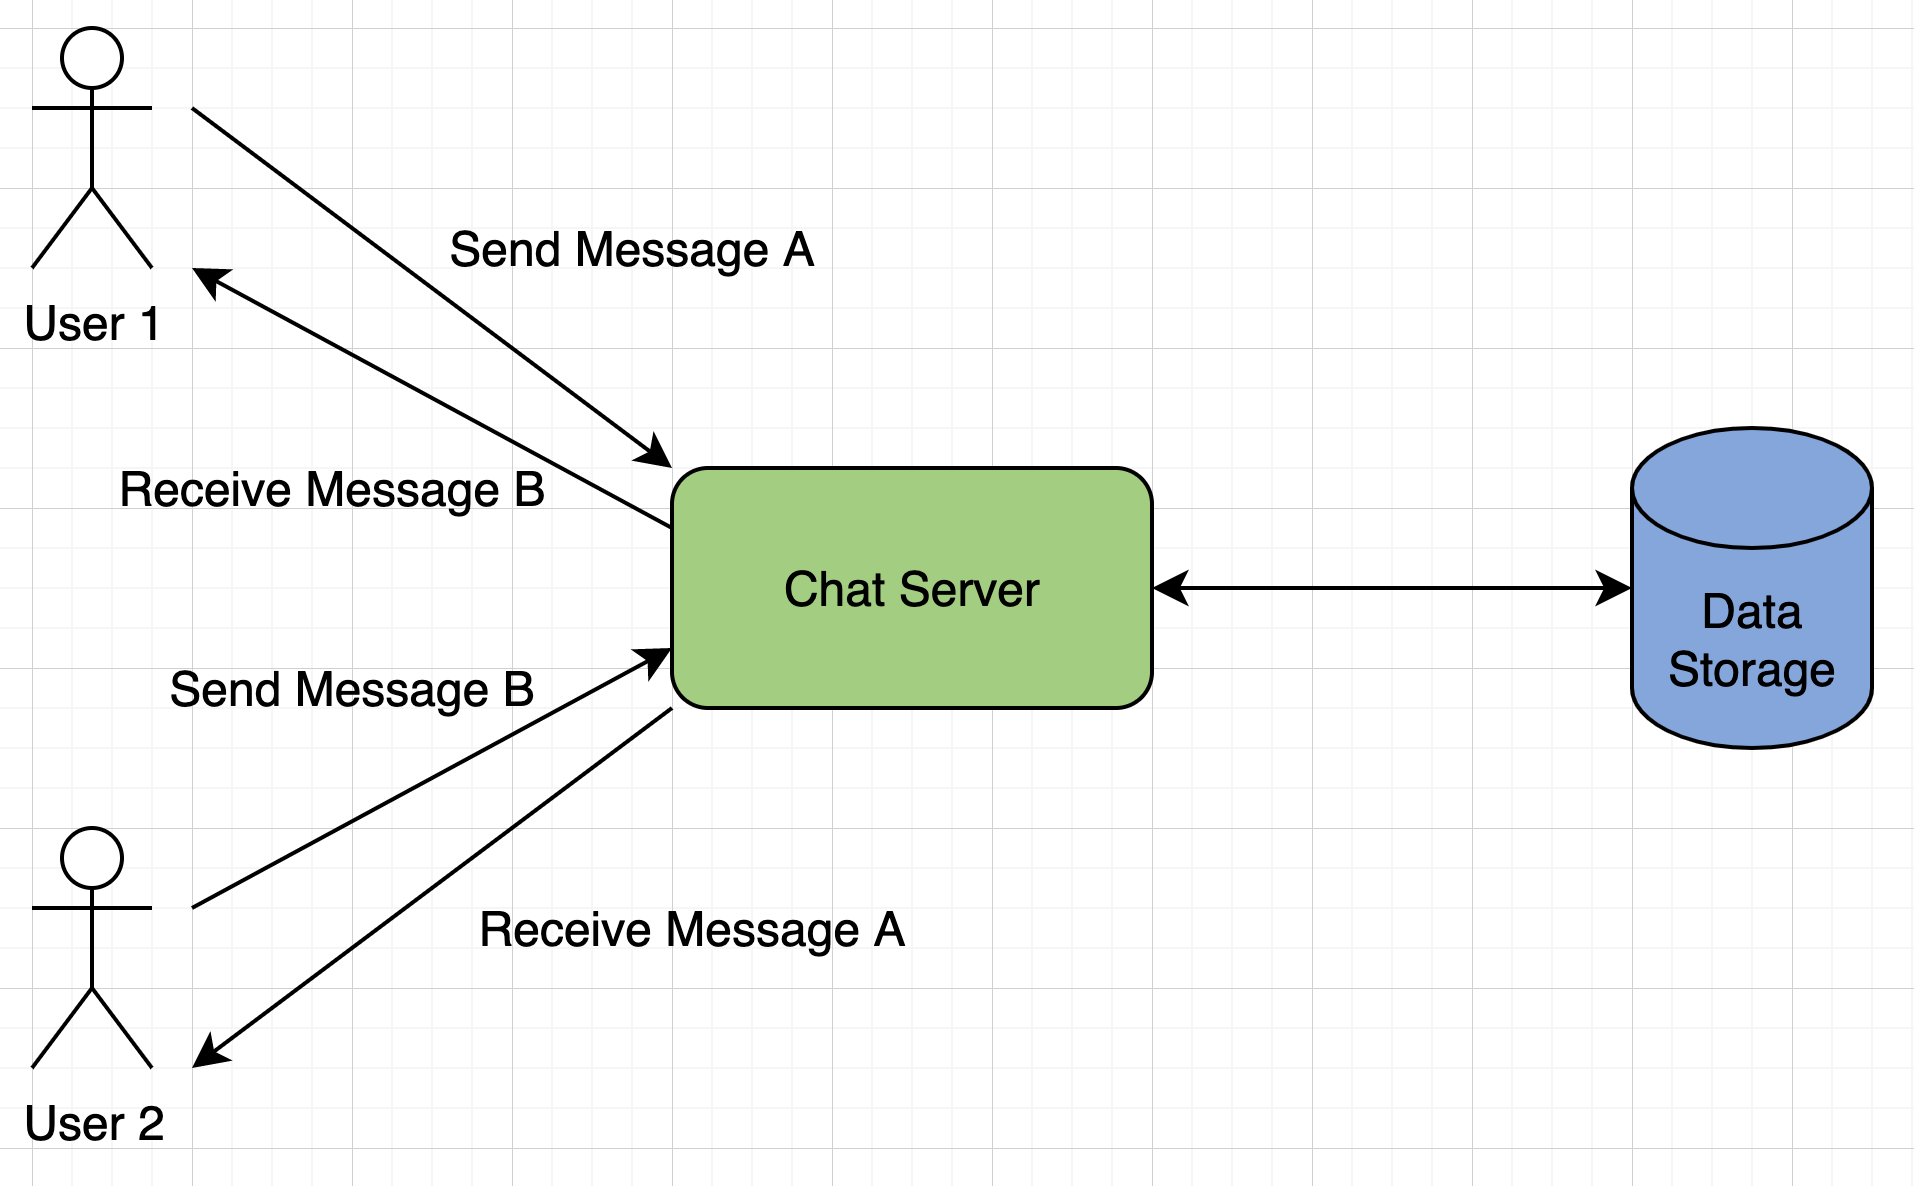 Send Message A
User 1
Receive Message B
Chat Server
Data
Storage
Send Message B
Receive Message A
User 2